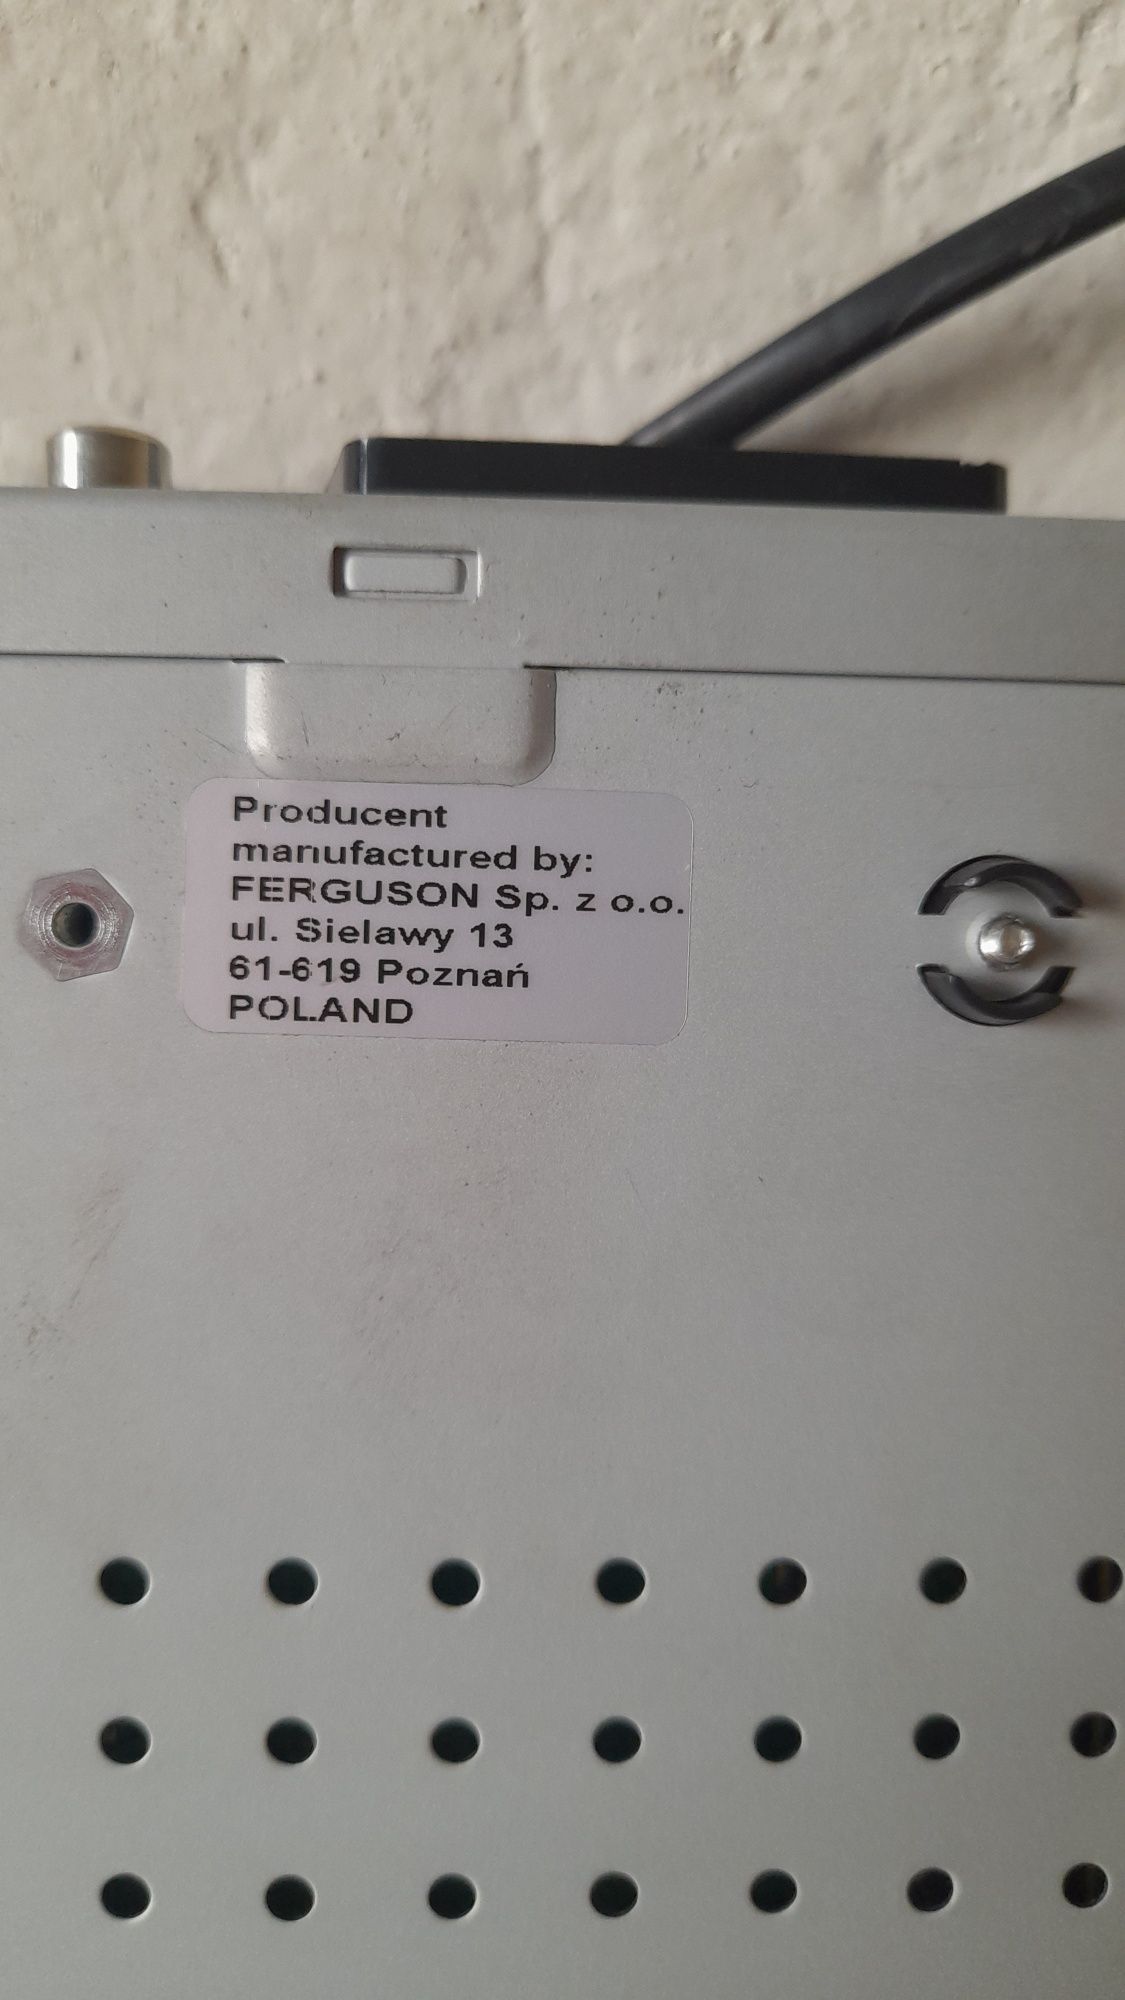 Producent
manufactured by:
FERGUSON Sp. z o.o.
ul. Sielawy 13
61-619 Poznań
POLAND